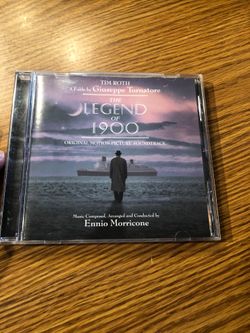 TIM ROTH
A Fable by Giuseppe Tornatore
THE
LEGEND
OF
1900
ORIGINAL MOTION PICTURE SOUNDTRACK
Music Composed, Arranged and Conducted by
Ennio Morricone